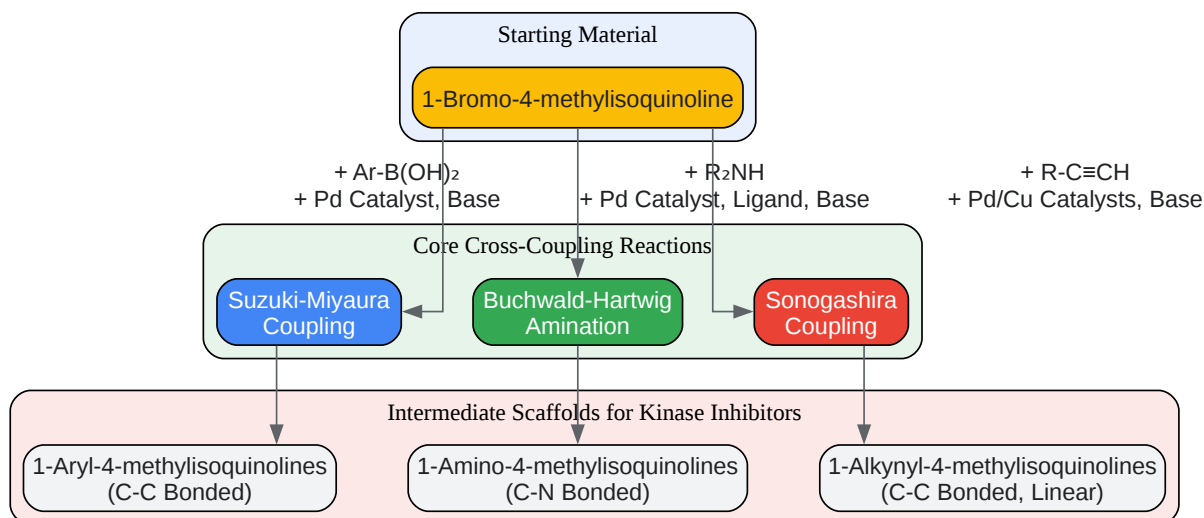 Starting Material
1-Bromo-4-methylisoquinoline
+ Ar-B(OH)₂
+ Pd Catalyst, Base
+ R₂NH
+ Pd Catalyst, Ligand, Base
+ R-C≡CH
+ Pd/Cu Catalysts, Base
Core Cross-Coupling Reactions
Suzuki-Miyaura
Coupling
Buchwald-Hartwig
Amination
Sonogashira
Coupling
Intermediate Scaffolds for Kinase Inhibitors
1-Aryl-4-methylisoquinolines
(C-C Bonded)
1-Amino-4-methylisoquinolines
(C-N Bonded)
1-Alkynyl-4-methylisoquinolines
(C-C Bonded, Linear)